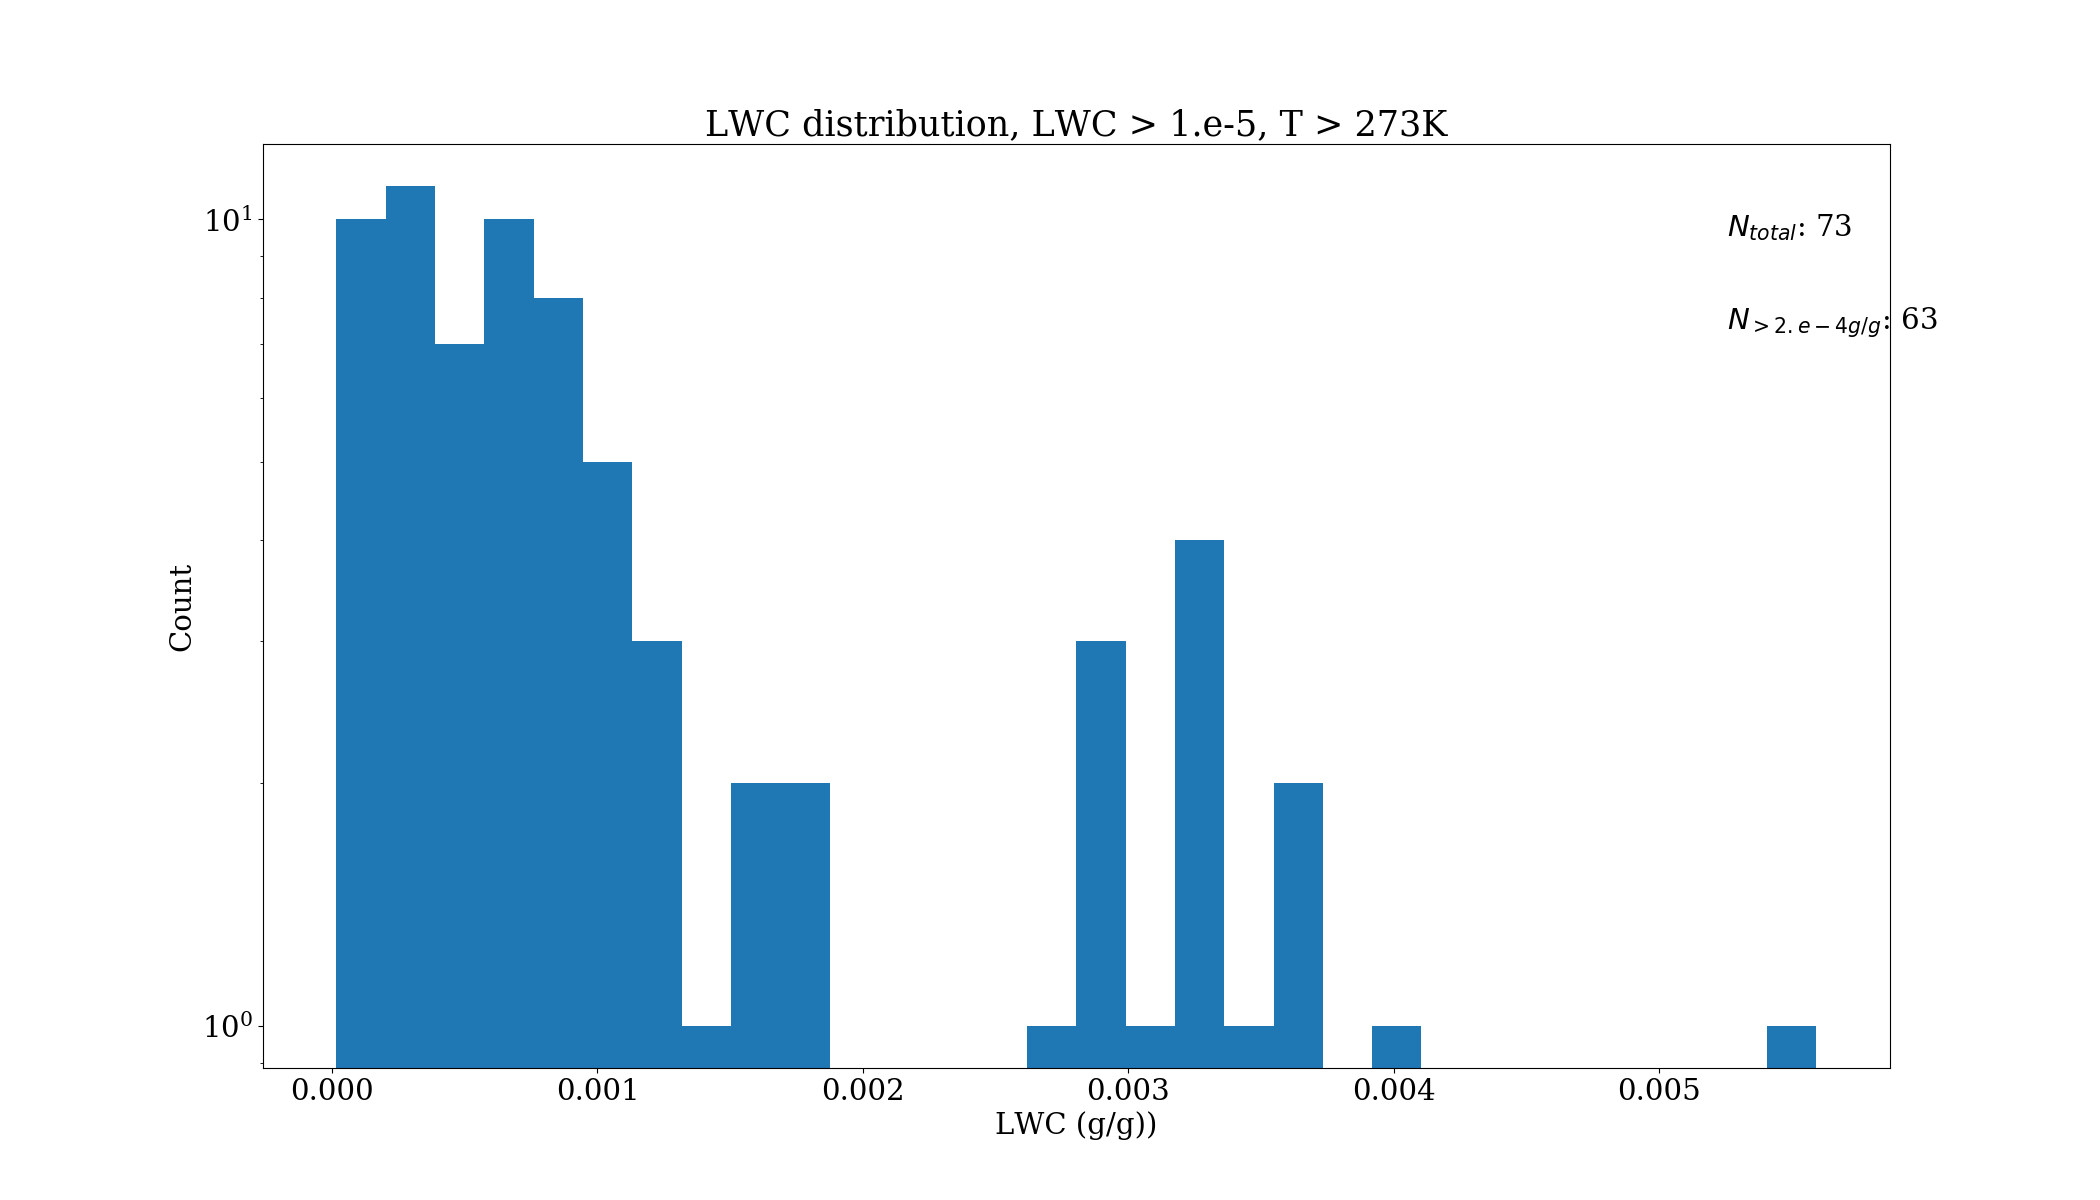 LWC distribution, LWC > 1.e-5, T > 273K
10¹
N_total: 73
N_>2.e−4g/g: 63
Count
10⁰
0.000 0.001 0.002 0.003 0.004 0.005
LWC (g/g))